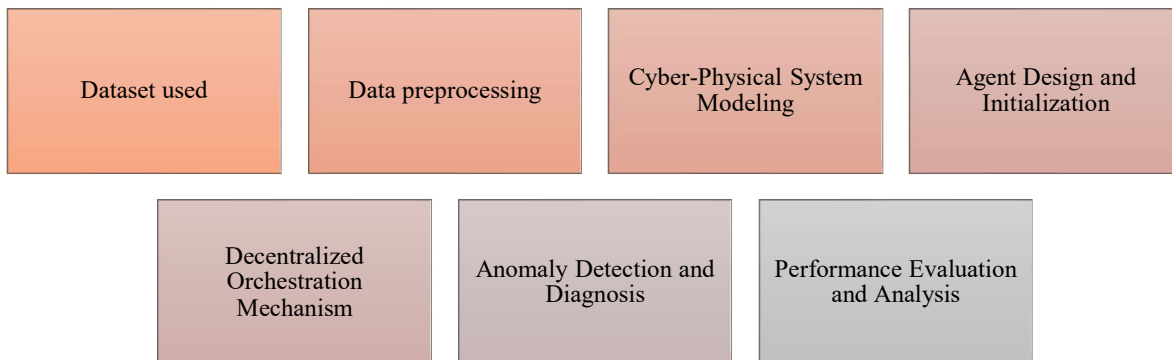 Dataset used
Data preprocessing
Cyber-Physical System
Modeling
Agent Design and
Initialization
Decentralized
Orchestration
Mechanism
Anomaly Detection and
Diagnosis
Performance Evaluation
and Analysis